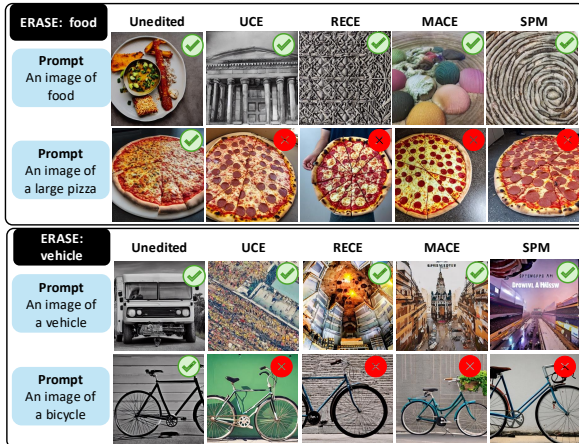 ERASE: food
Unedited
UCE
RECE
MACE
SPM
Prompt
An image of
food
Prompt
An image of
a large pizza
ERASE:
vehicle
Unedited
UCE
RECE
MACE
SPM
Prompt
An image of
a vehicle
Prompt
An image of
a bicycle